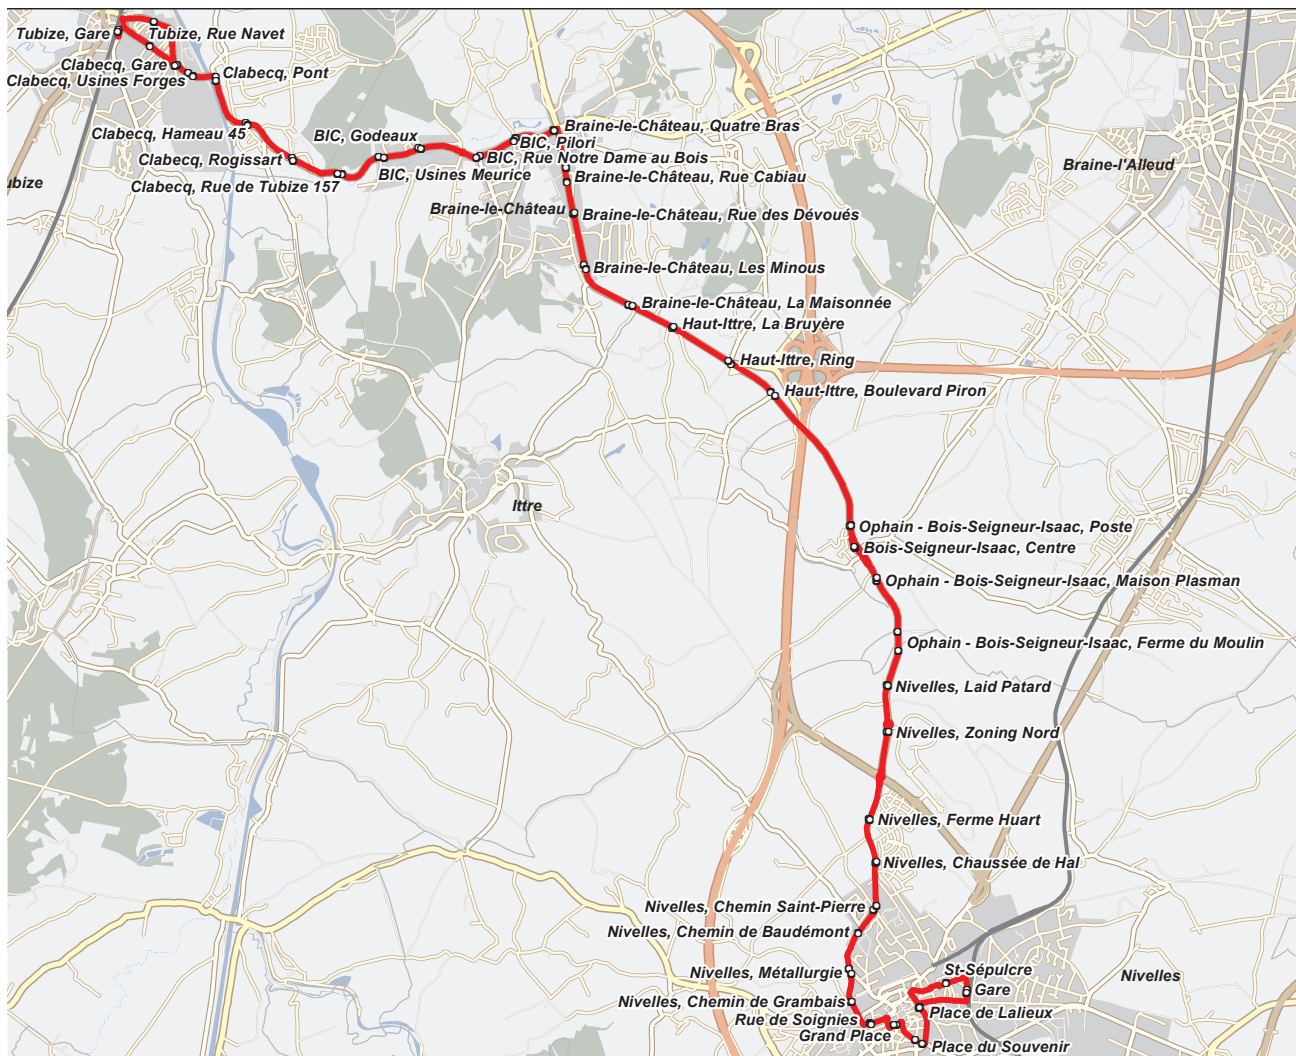 Tubize, Gare
Tubize, Rue Navet
Clabecq, Gare
Clabecq, Usines Forges
Clabecq, Pont
Clabecq, Hameau 45
BIC, Godeaux
Braine-le-Château, Quatre Bras
BIC, Pilori
Clabecq, Rogissart
BIC, Rue Notre Dame au Bois
Braine-l'Alleud
BIC, Usines Meurice
Braine-le-Château, Rue Cabiau
ubize
Clabecq, Rue de Tubize 157
Braine-le-Château
Braine-le-Château, Rue des Dévoués
Braine-le-Château, Les Minous
Braine-le-Château, La Maisonnée
Haut-Ittre, La Bruyère
Haut-Ittre, Ring
Haut-Ittre, Boulevard Piron
Ittre
Ophain - Bois-Seigneur-Isaac, Poste
Bois-Seigneur-Isaac, Centre
Ophain - Bois-Seigneur-Isaac, Maison Plasman
Ophain - Bois-Seigneur-Isaac, Ferme du Moulin
Nivelles, Laid Patard
Nivelles, Zoning Nord
Nivelles, Ferme Huart
Nivelles, Chaussée de Hal
Nivelles, Chemin Saint-Pierre
Nivelles, Chemin de Baudémont
Nivelles, Métallurgie
St-Sépulcre
Nivelles
Gare
Nivelles, Chemin de Grambais
Place de Lalieux
Rue de Soignies
Grand Place
Place du Souvenir